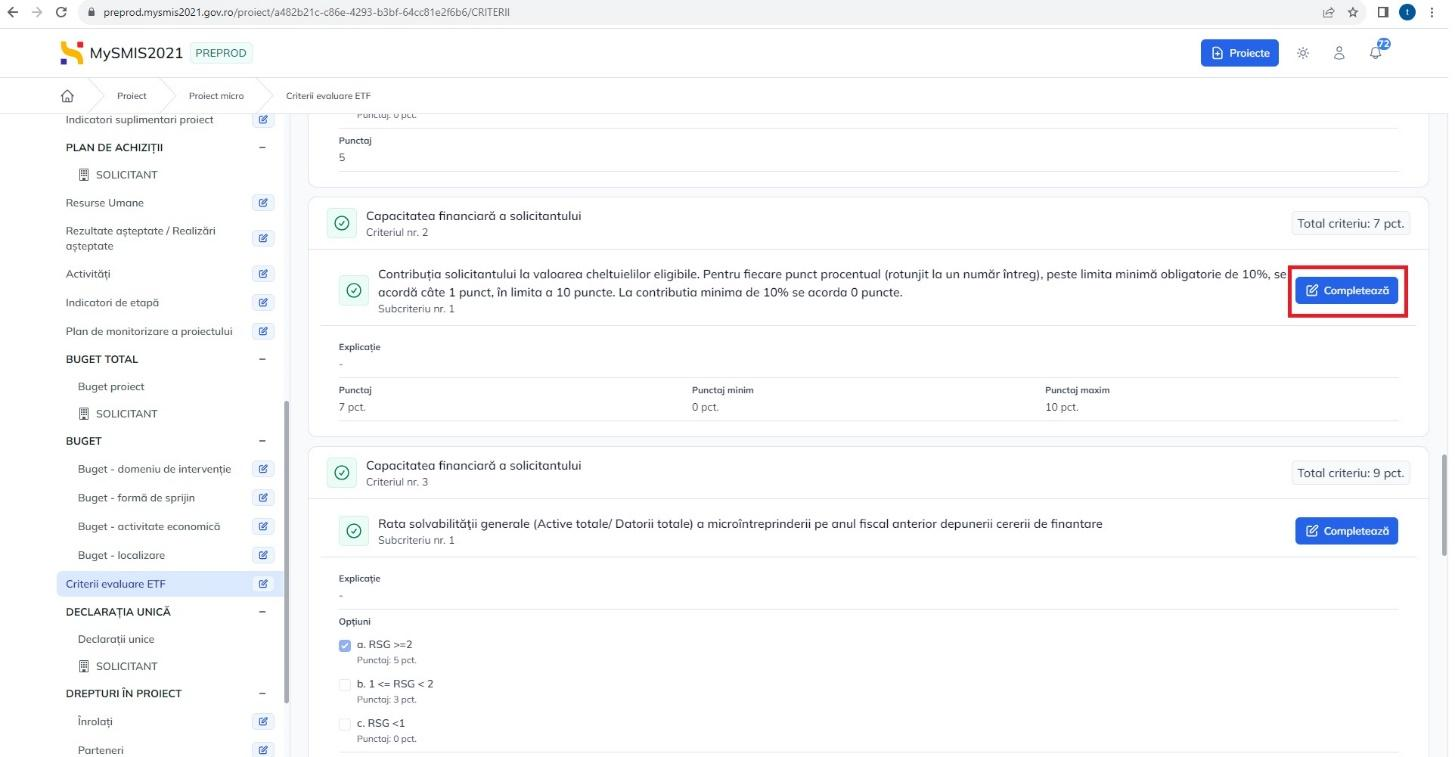 preprod.mysmis2021.gov.ro/proiect/a482b21c-c86e-4293-b3bf-64cc81e2f6b6/CRITERII
t
MySMIS2021
PREPROD
Proiecte
72
Proiect
Proiect micro
Criterii evaluare ETF
Indicatori suplimentari proiect
PLAN DE ACHIZIȚII
SOLICITANT
Resurse Umane
Rezultate așteptate / Realizări
așteptate
Activități
Indicatori de etapă
Plan de monitorizare a proiectului
BUGET TOTAL
Buget proiect
SOLICITANT
BUGET
Buget - domeniu de intervenție
Buget - formă de sprijin
Buget - activitate economică
Buget - localizare
Criterii evaluare ETF
DECLARAȚIA UNICĂ
Declarații unice
SOLICITANT
DREPTURI ÎN PROIECT
Înrolați
Parteneri
Punctaj: 0 pct.
Punctaj
5
Capacitatea financiară a solicitantului
Criteriul nr. 2
Total criteriu: 7 pct.
Contribuția solicitantului la valoarea cheltuielilor eligibile. Pentru fiecare punct procentual (rotunjit la un număr întreg), peste limita minimă obligatorie de 10%, se
acordă câte 1 punct, în limita a 10 puncte. La contributia minima de 10% se acorda 0 puncte.
Subcriteriu nr. 1
Completează
Explicație
-
Punctaj
7 pct.
Punctaj minim
0 pct.
Punctaj maxim
10 pct.
Capacitatea financiară a solicitantului
Criteriul nr. 3
Total criteriu: 9 pct.
Rata solvabilităţii generale (Active totale/ Datorii totale) a microîntreprinderii pe anul fiscal anterior depunerii cererii de finantare
Subcriteriu nr. 1
Completează
Explicație
-
Opțiuni
a. RSG >=2
Punctaj: 5 pct.
b. 1 <= RSG < 2
Punctaj: 3 pct.
c. RSG <1
Punctaj: 0 pct.